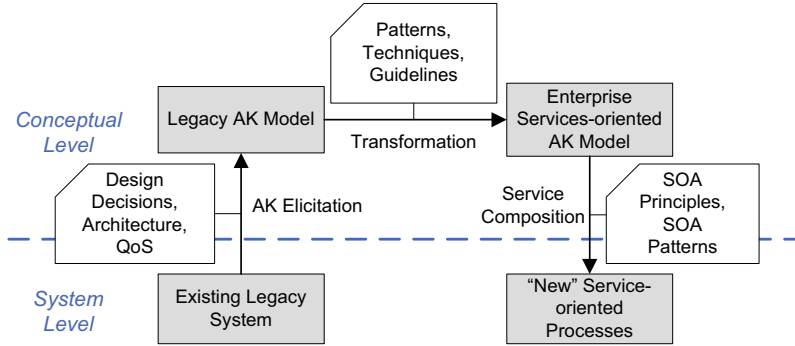 Patterns,
Techniques,
Guidelines
Conceptual
Level
Legacy AK Model
Transformation
Enterprise
Services-oriented
AK Model
Design
Decisions,
Architecture,
QoS
AK Elicitation
Service
Composition
SOA
Principles,
SOA
Patterns
System
Level
Existing Legacy
System
“New” Service-
oriented
Processes